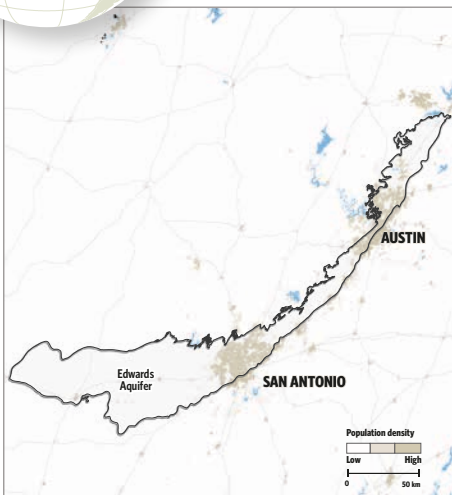 AUSTIN
Edwards
Aquifer
SAN ANTONIO
Population density
Low High
0 50 km